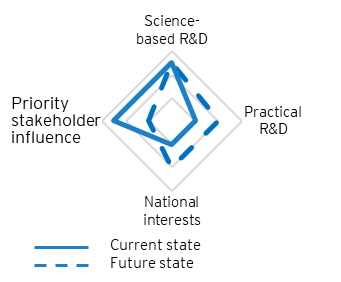 Science-
based R&D
Priority
stakeholder
influence
Practical
R&D
National
interests
Current state
Future state